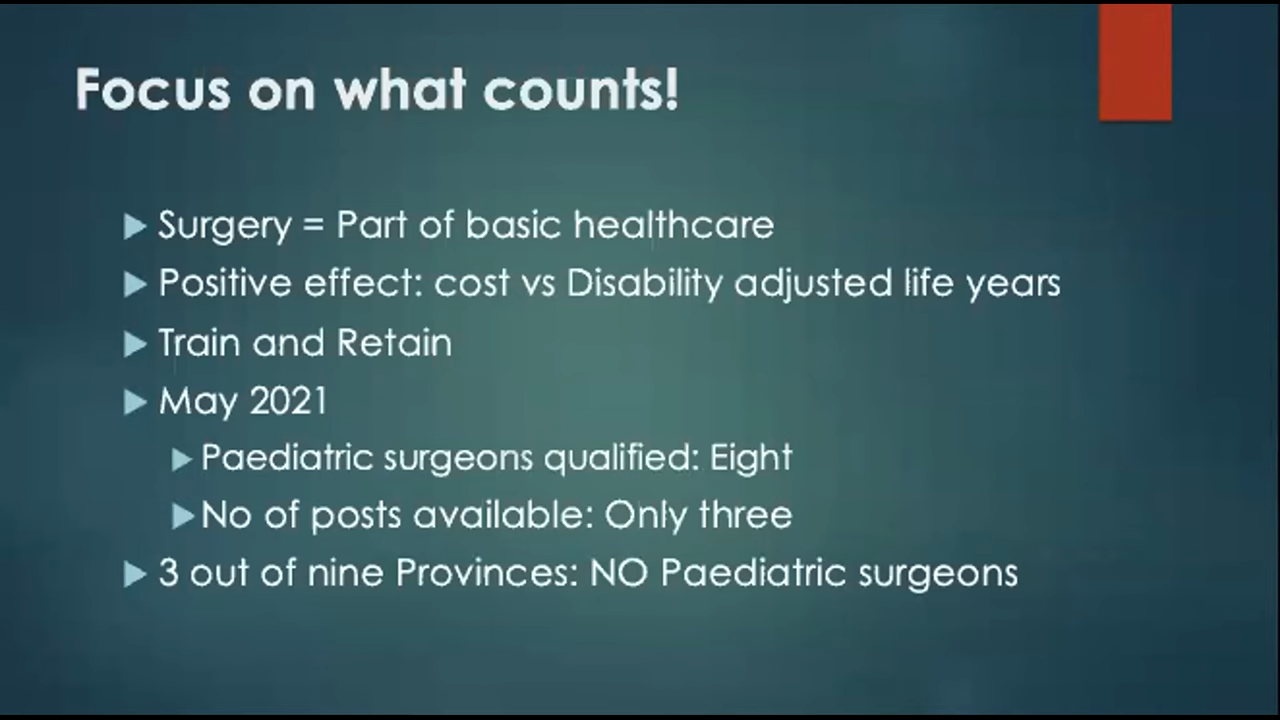 Focus on what counts!
Surgery = Part of basic healthcare
Positive effect: cost vs Disability adjusted life years
Train and Retain
May 2021
Paediatric surgeons qualified: Eight
No of posts available: Only three
3 out of nine Provinces: NO Paediatric surgeons